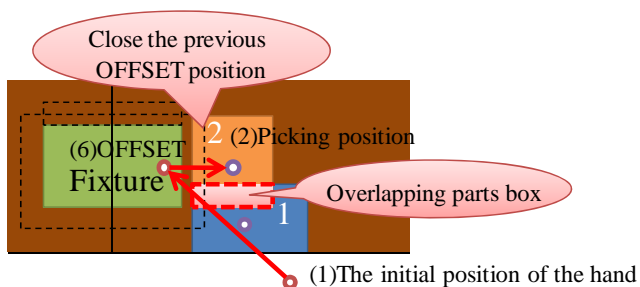 Close the previous
OFFSET position
2
(2)Picking position
(6)OFFSET
Fixture
Overlapping parts box
1
(1)The initial position of the hand